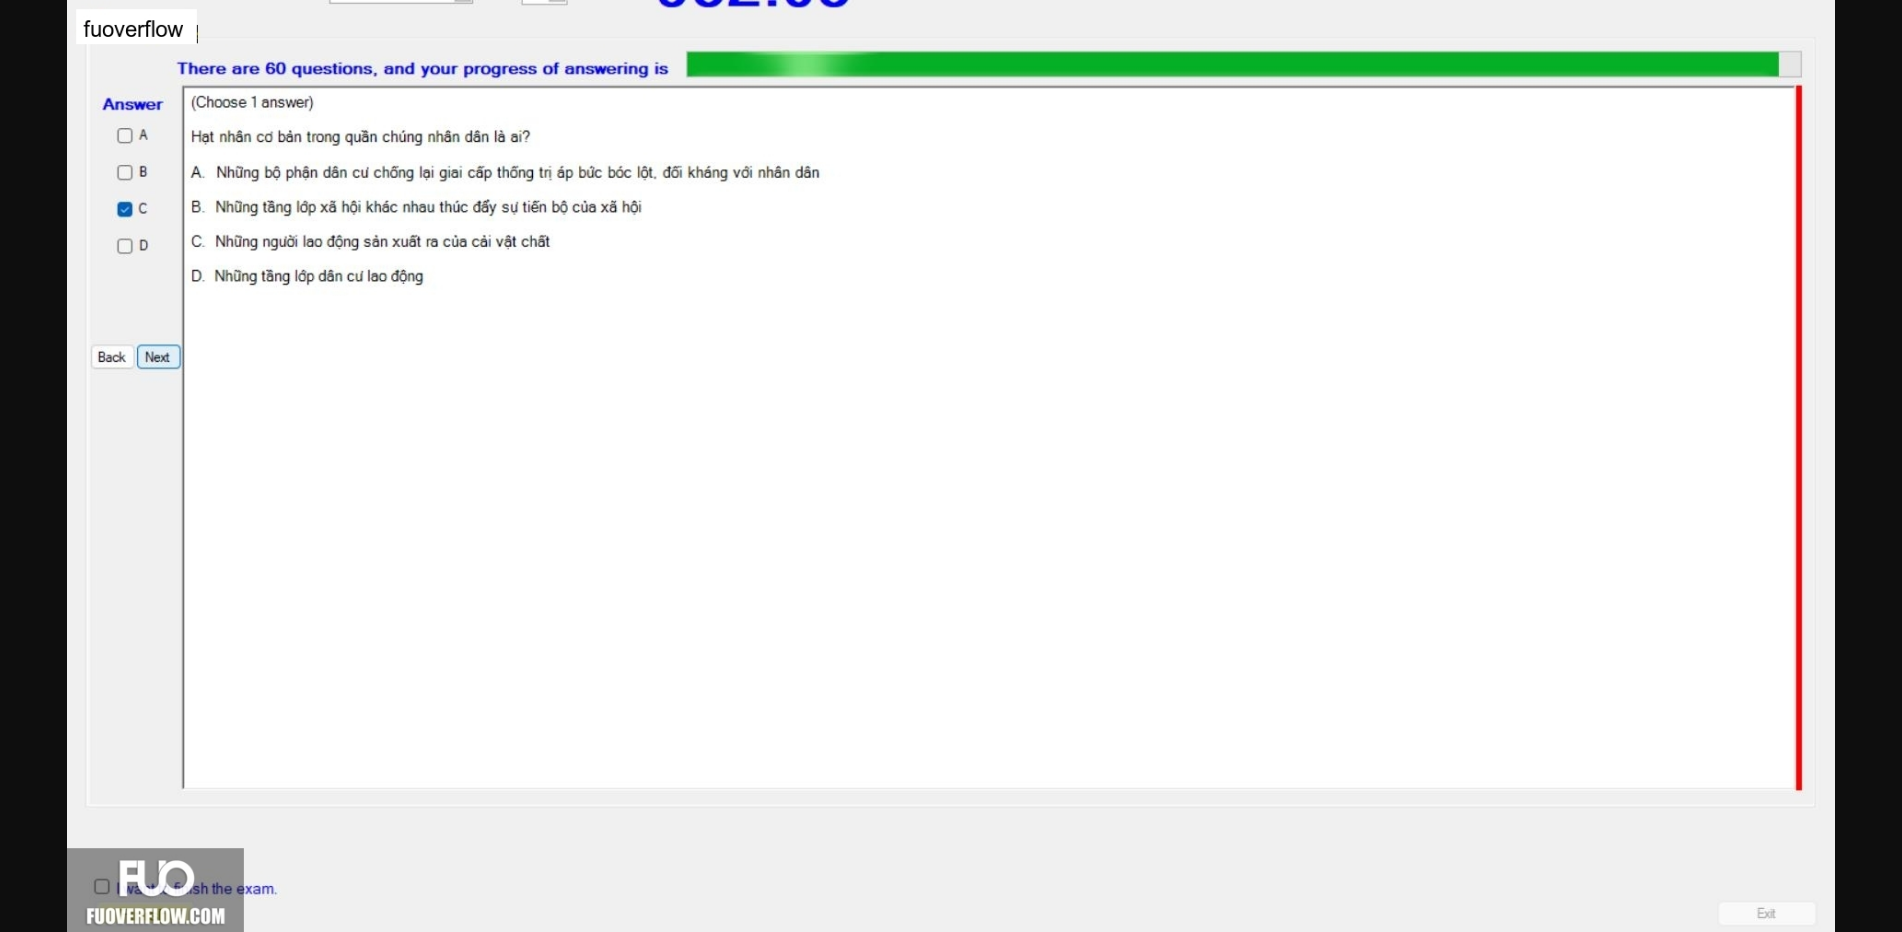 fuoverflow
There are 60 questions, and your progress of answering is
Answer
(Choose 1 answer)
A
Hạt nhân cơ bản trong quần chúng nhân dân là ai?
B
A. Những bộ phận dân cư chống lại giai cấp thống trị áp bức bóc lột, đối kháng với nhân dân
C
B. Những tầng lớp xã hội khác nhau thúc đẩy sự tiến bộ của xã hội
D
C. Những người lao động sản xuất ra của cải vật chất
D. Những tầng lớp dân cư lao động
Back
Next
FUO
I want finish the exam.
FUOVERFLOW.COM
Exit